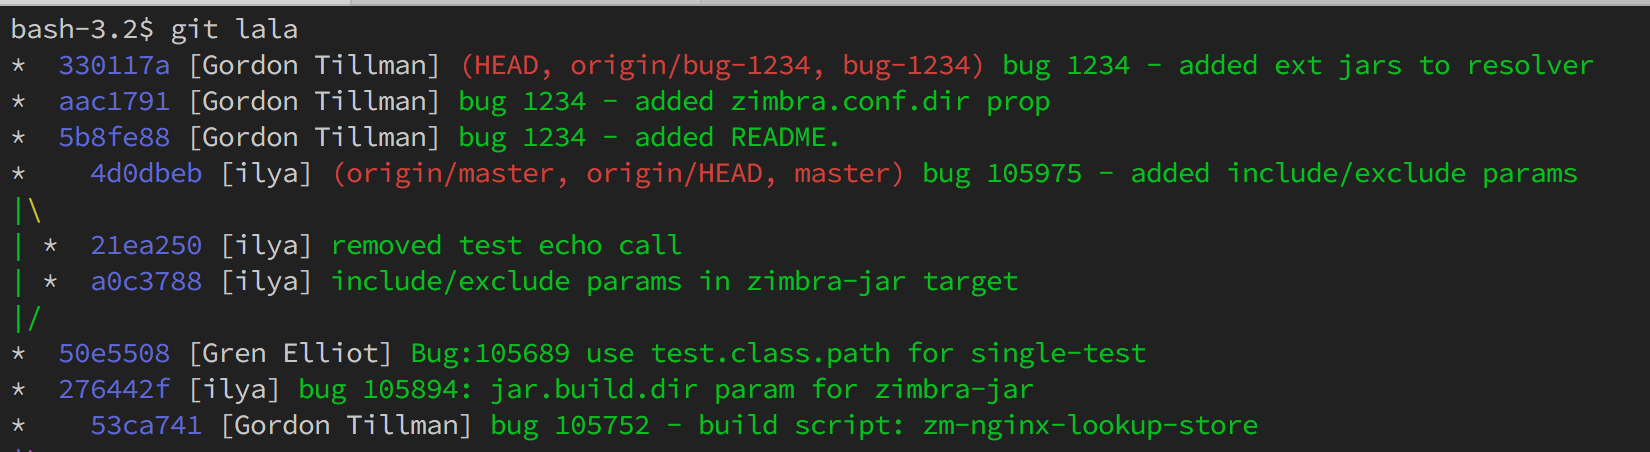 bash-3.2$ git lala
*  330117a [Gordon Tillman] (HEAD, origin/bug-1234, bug-1234) bug 1234 - added ext jars to resolver
*  aac1791 [Gordon Tillman] bug 1234 - added zimbra.conf.dir prop
*  5b8fe88 [Gordon Tillman] bug 1234 - added README.
*    4d0dbeb [ilya] (origin/master, origin/HEAD, master) bug 105975 - added include/exclude params
|\
| *  21ea250 [ilya] removed test echo call
| *  a0c3788 [ilya] include/exclude params in zimbra-jar target
|/
*  50e5508 [Gren Elliot] Bug:105689 use test.class.path for single-test
*  276442f [ilya] bug 105894: jar.build.dir param for zimbra-jar
*    53ca741 [Gordon Tillman] bug 105752 - build script: zm-nginx-lookup-store